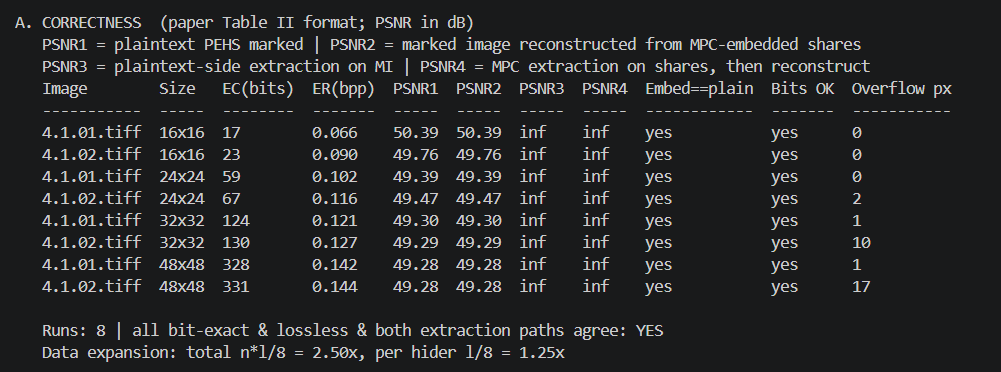 A. CORRECTNESS  (paper Table II format; PSNR in dB)
PSNR1 = plaintext PEHS marked | PSNR2 = marked image reconstructed from MPC-embedded shares
PSNR3 = plaintext-side extraction on MI | PSNR4 = MPC extraction on shares, then reconstruct
Image        Size   EC(bits)  ER(bpp)  PSNR1  PSNR2  PSNR3  PSNR4  Embed==plain  Bits OK  Overflow px
-----------  -----  --------  -------  -----  -----  -----  -----  ------------  -------  -----------
4.1.01.tiff  16x16  17        0.066    50.39  50.39  inf    inf    yes           yes      0
4.1.02.tiff  16x16  23        0.090    49.76  49.76  inf    inf    yes           yes      0
4.1.01.tiff  24x24  59        0.102    49.39  49.39  inf    inf    yes           yes      0
4.1.02.tiff  24x24  67        0.116    49.47  49.47  inf    inf    yes           yes      2
4.1.01.tiff  32x32  124       0.121    49.30  49.30  inf    inf    yes           yes      1
4.1.02.tiff  32x32  130       0.127    49.29  49.29  inf    inf    yes           yes      10
4.1.01.tiff  48x48  328       0.142    49.28  49.28  inf    inf    yes           yes      1
4.1.02.tiff  48x48  331       0.144    49.28  49.28  inf    inf    yes           yes      17
Runs: 8 | all bit-exact & lossless & both extraction paths agree: YES
Data expansion: total n*l/8 = 2.50x, per hider l/8 = 1.25x